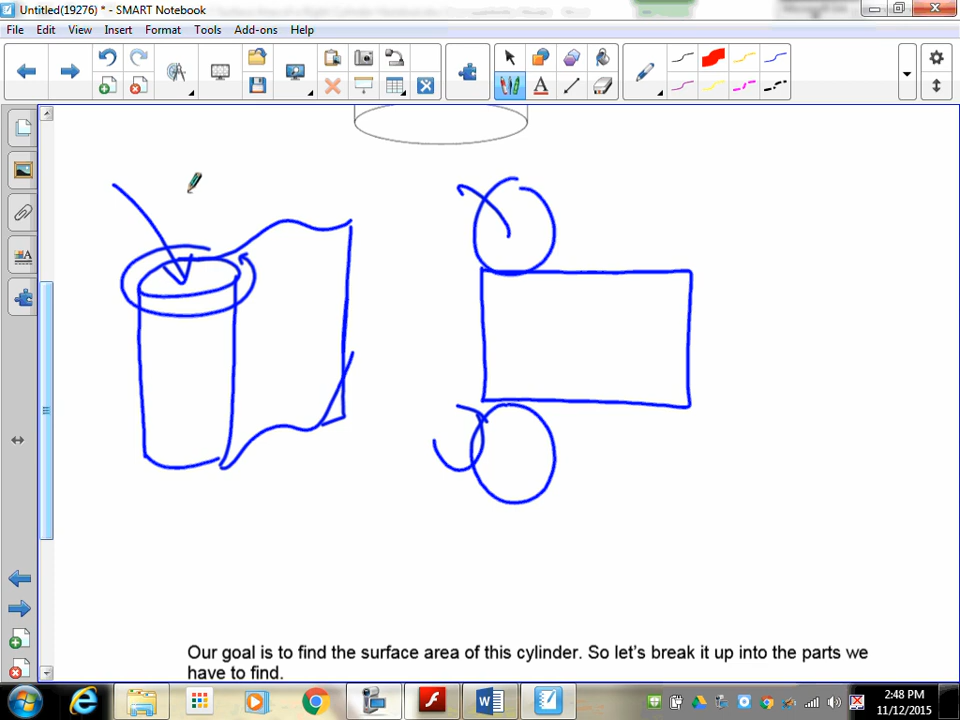 Untitled(19276) * - SMART Notebook
File Edit View Insert Format Tools Add-ons Help
Our goal is to find the surface area of this cylinder. So let's break it up into the parts we
have to find.
2:48 PM
11/12/2015